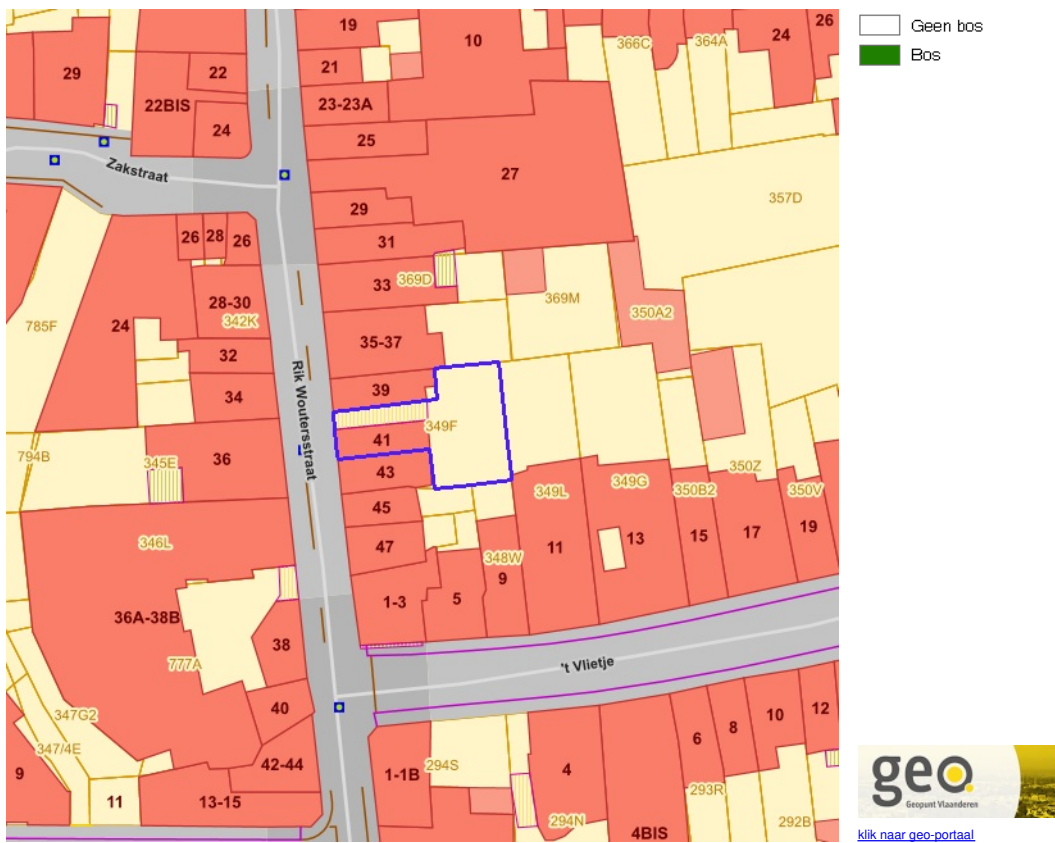 Geen bos
Bos
19
10
366C
364A
24
26
29
22
21
22BIS
23-23A
24
25
Zakstraat
27
357D
29
26
28
26
31
33
369D
369M
28-30
342K
350A2
785F
24
35-37
32
Rik Woutersstraat
39
34
349F
41
794B
345E
36
43
349L
349G
350B2
350Z
350V
45
346L
47
348W
11
13
15
17
19
9
36A-38B
1-3
5
38
777A
't Vlietje
347G2
40
347/4E
6
8
10
12
9
42-44
1-1B
294S
4
11
13-15
293R
294N
4BIS
292B
geo
Geopunt Vlaanderen
klik naar geo-portaal